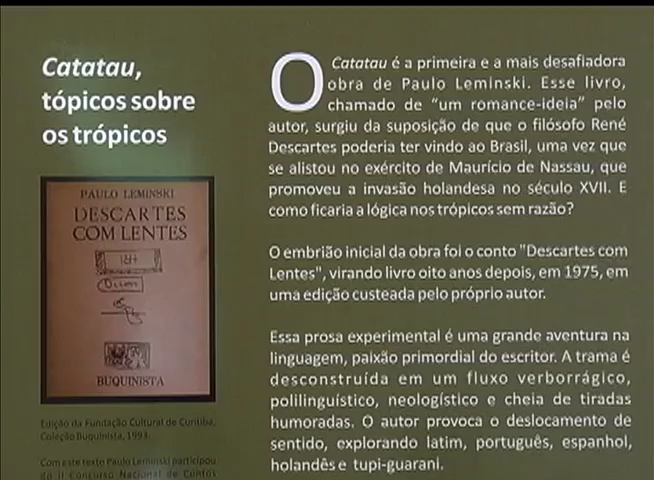 Catatau,
tópicos sobre
os trópicos
PAULO LEMINSKI
DESCARTES
COM LENTES
BUQUINISTA
Edição da Fundação Cultural de Curitiba,
Coleção Buquinista, 1993.
Com este texto Paulo Leminski participou
do II Concurso Nacional de Contos
O Catatau é a primeira e a mais desafiadora
obra de Paulo Leminski. Esse livro,
chamado de "um romance-ideia" pelo
autor, surgiu da suposição de que o filósofo René
Descartes poderia ter vindo ao Brasil, uma vez que
se alistou no exército de Maurício de Nassau, que
promoveu a invasão holandesa no século XVII. E
como ficaria a lógica nos trópicos sem razão?
O embrião inicial da obra foi o conto "Descartes com
Lentes", virando livro oito anos depois, em 1975, em
uma edição custeada pelo próprio autor.
Essa prosa experimental é uma grande aventura na
linguagem, paixão primordial do escritor. A trama é
desconstruída em um fluxo verborrágico,
polilinguístico, neologístico e cheia de tiradas
humoradas. O autor provoca o deslocamento de
sentido, explorando latim, português, espanhol,
holandês e tupi-guarani.